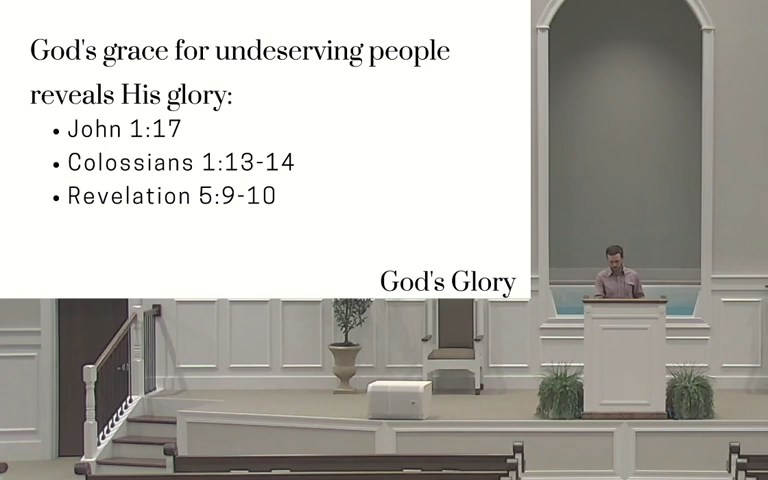 God's grace for undeserving people
reveals His glory:
• John 1:17
• Colossians 1:13-14
• Revelation 5:9-10
God's Glory